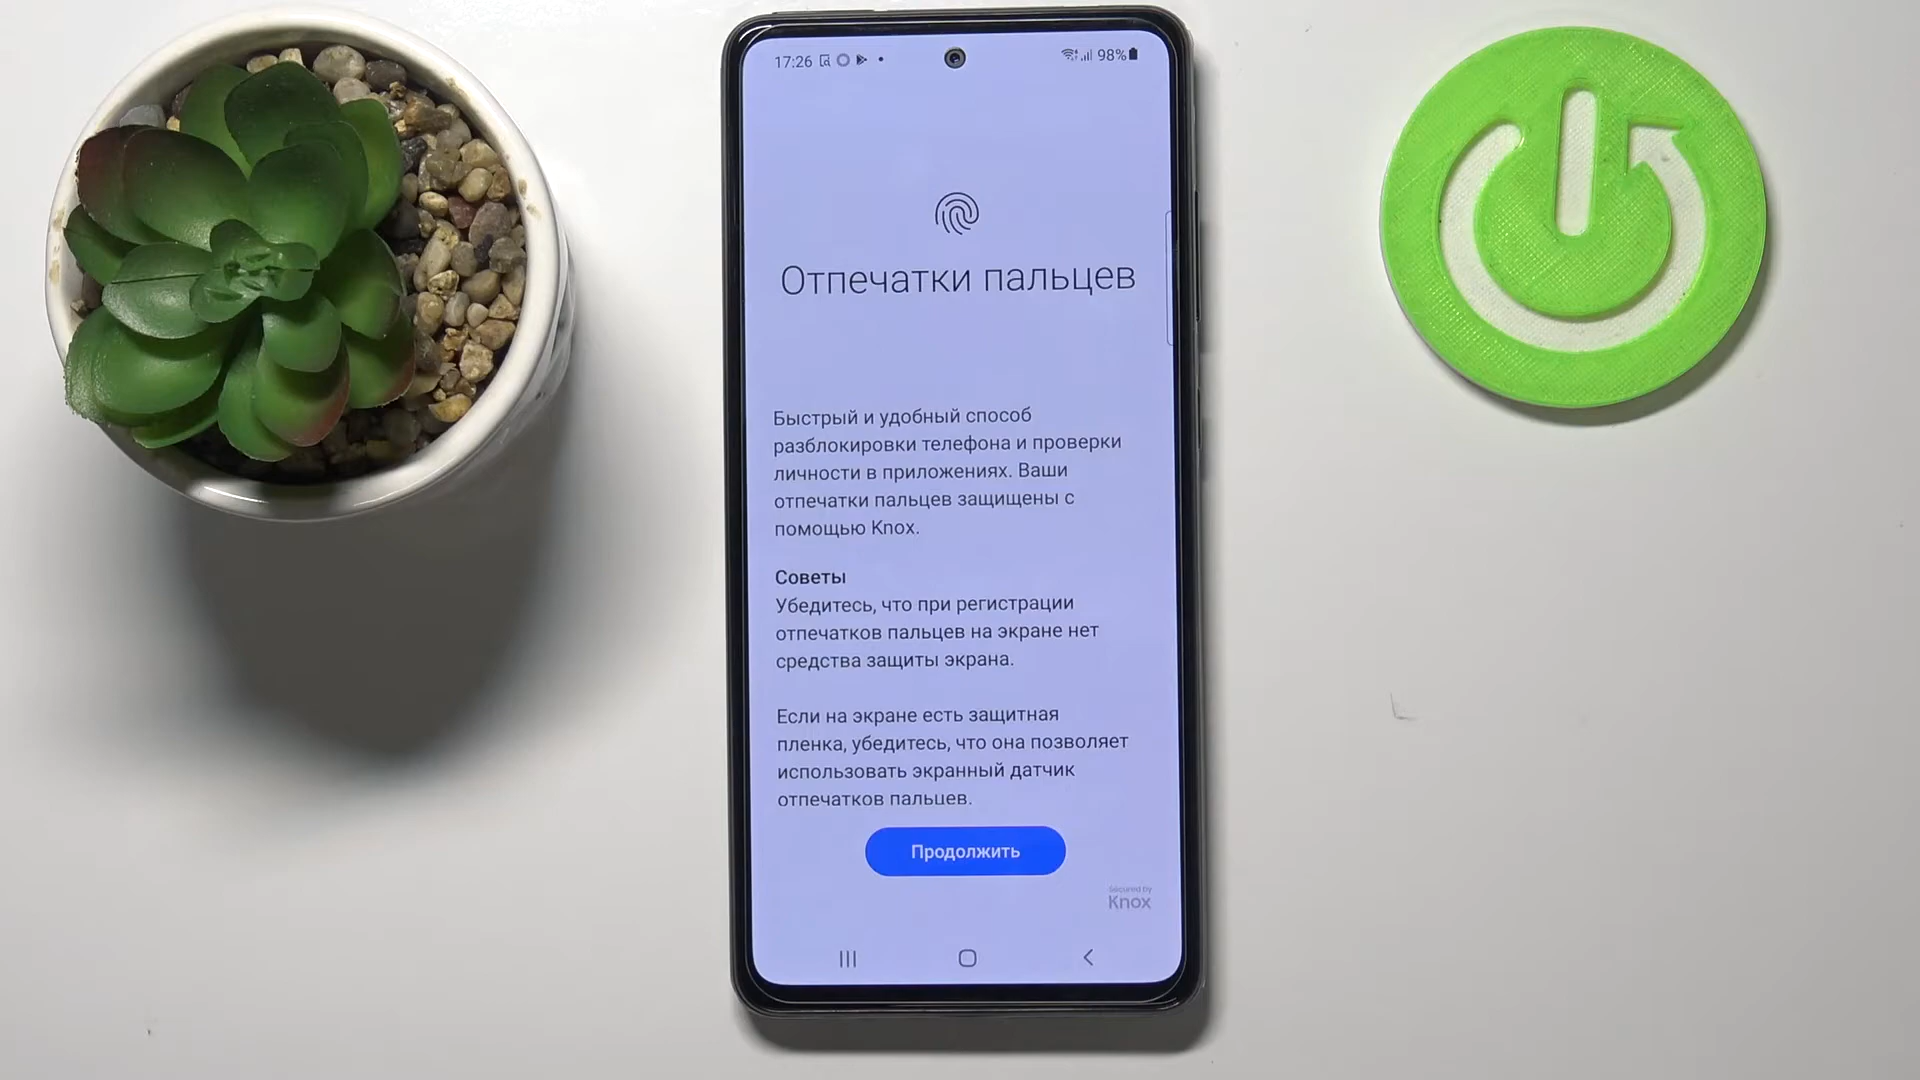 17:26
98%
Отпечатки пальцев
Быстрый и удобный способ
разблокировки телефона и проверки
личности в приложениях. Ваши
отпечатки пальцев защищены с
помощью Knox.
Советы
Убедитесь, что при регистрации
отпечатков пальцев на экране нет
средства защиты экрана.
Если на экране есть защитная
пленка, убедитесь, что она позволяет
использовать экранный датчик
отпечатков пальцев.
Продолжить
Secured by
Knox